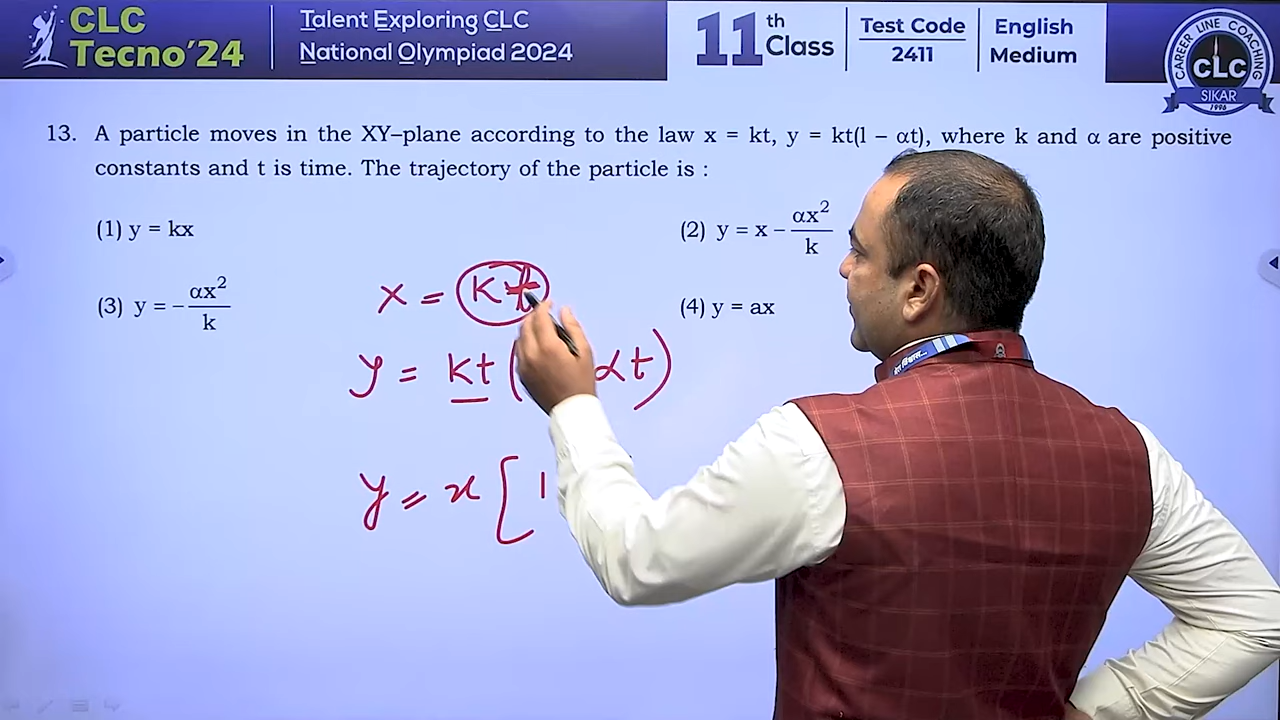 CLC
Tecno'24
Talent Exploring CLC
National Olympiad 2024
11th Class
Test Code
2411
English
Medium
CAREER LINE COACHING
CLC
SIKAR
1996
13. A particle moves in the XY–plane according to the law x = kt, y = kt(l – αt), where k and α are positive
constants and t is time. The trajectory of the particle is :
(1) y = kx
(2) y = x – αx²/k
(3) y = – αx²/k
(4) y = ax
x = Kt
y = kt ( αt)
y = x [ 1